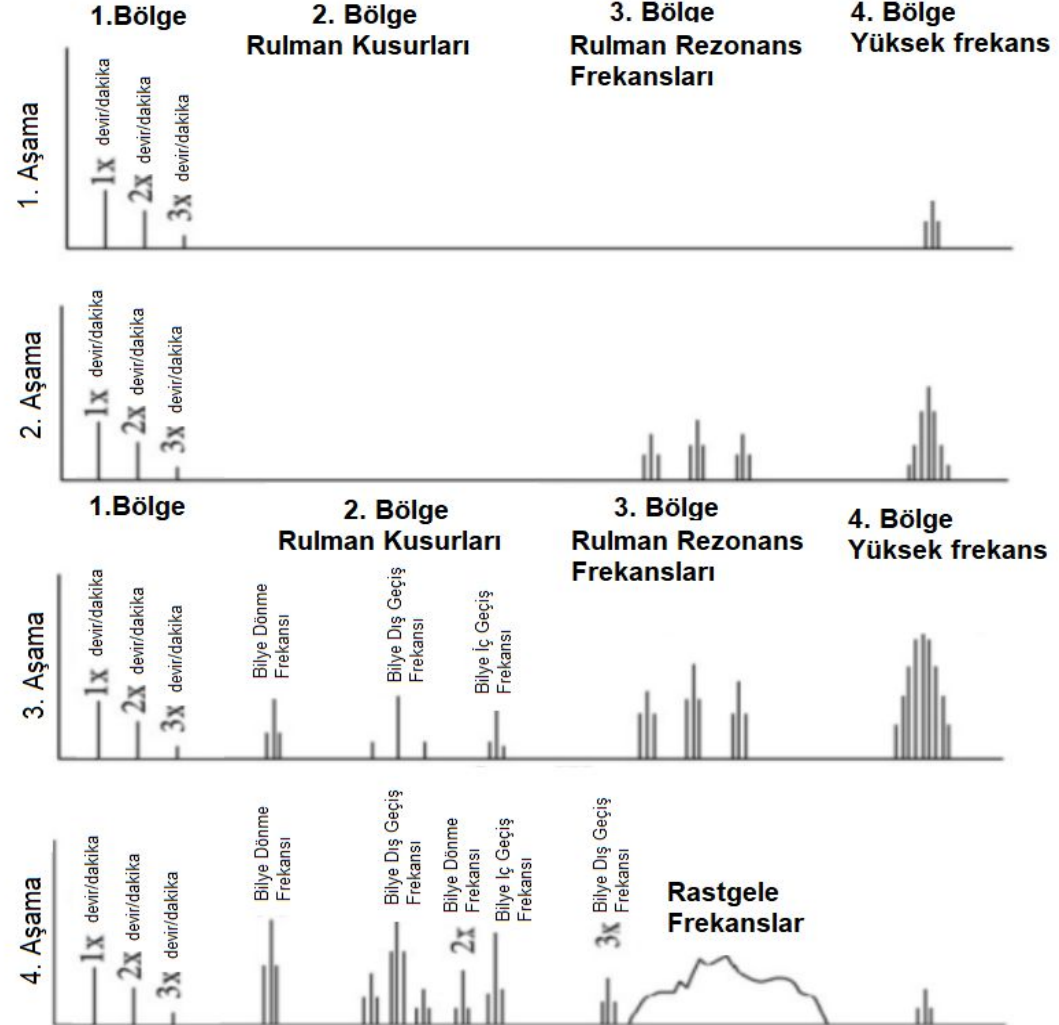 1.Bölge
2. Bölge
Rulman Kusurları
3. Bölge
Rulman Rezonans
Frekansları
4. Bölge
Yüksek frekans
1. Aşama
1x devir/dakika
2x devir/dakika
3x devir/dakika
2. Aşama
1x devir/dakika
2x devir/dakika
3x devir/dakika
1.Bölge
2. Bölge
Rulman Kusurları
3. Bölge
Rulman Rezonans
Frekansları
4. Bölge
Yüksek frekans
3. Aşama
1x devir/dakika
2x devir/dakika
3x devir/dakika
Bilye Dönme
Frekansı
Bilye Dış Geçiş
Frekansı
Bilye İç Geçiş
Frekansı
4. Aşama
1x devir/dakika
2x devir/dakika
3x devir/dakika
Bilye Dönme
Frekansı
Bilye Dış Geçiş
Frekansı
2x Bilye Dönme
Frekansı
Bilye İç Geçiş
Frekansı
3x Bilye Dış Geçiş
Frekansı
Rastgele
Frekanslar